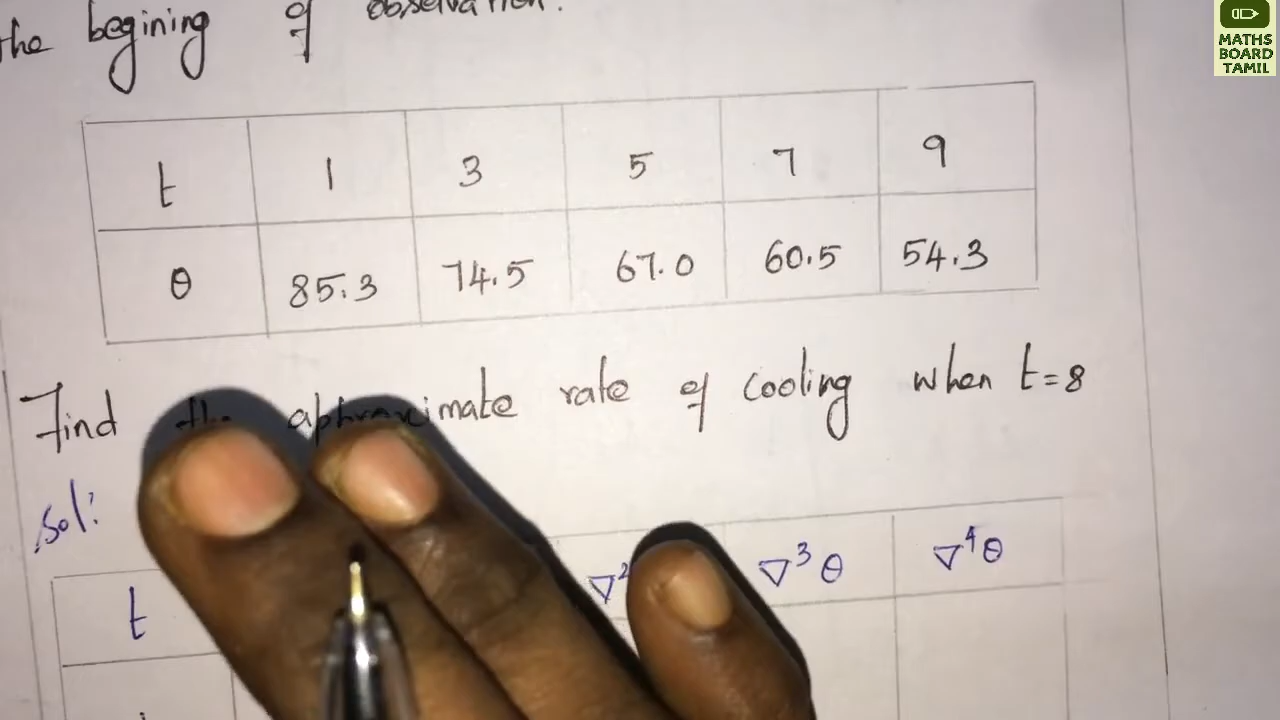 the begining of observation.
MATHS
BOARD
TAMIL
t 1 3 5 7 9
θ 85.3 74.5 67.0 60.5 54.3
Find the approximate rate of cooling when t=8
Sol:
t ∇² ∇³θ ∇⁴θ